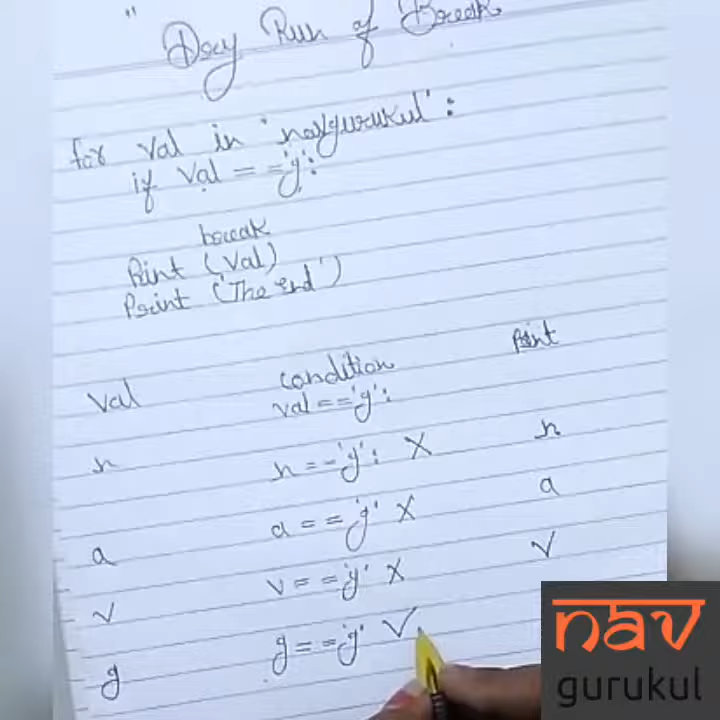 " Dry Run of Break
for val in 'navgurukul':
if val == 'g':
break
Print (val)
Print ('The end')
val condition Print
val == 'g':
n n == 'g': X n
a a == 'g' X a
v v == 'g' X v
g g == 'g' ✓
nav
gurukul